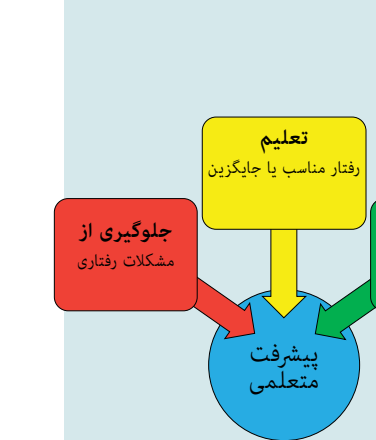 تعلیم
رفتار مناسب یا جایگزین
جلوگیری از
مشکلات رفتاری
پیشرفت
متعلمی